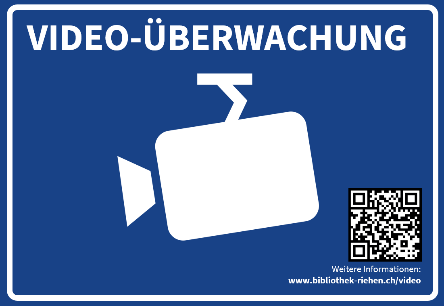 VIDEO-ÜBERWACHUNG
Weitere Informationen:
www.bibliothek-riehen.ch/video